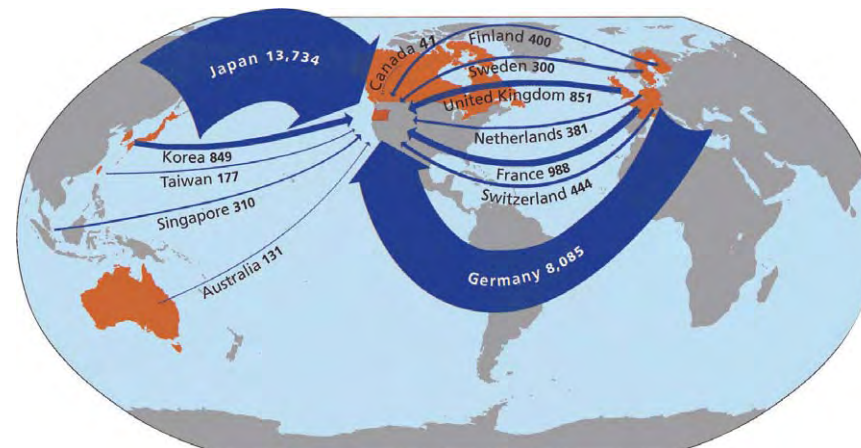 Japan 13,734
Canada 41
Finland 400
Sweden 300
United Kingdom 851
Netherlands 381
France 988
Switzerland 444
Germany 8,085
Korea 849
Taiwan 177
Singapore 310
Australia 131